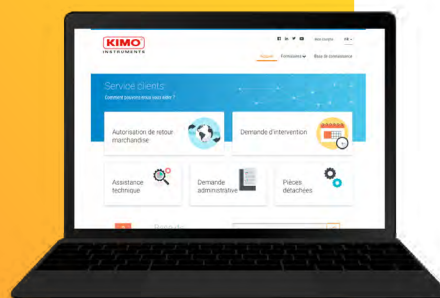 KIMO
INSTRUMENTS
Mon compte FR
Accueil Formulaires Base de connaissance
Service clients
Comment pouvons-nous vous aider ?
Autorisation de retour
marchandise
Demande d'intervention
Assistance
technique
Demande
administrative
Pièces
détachées